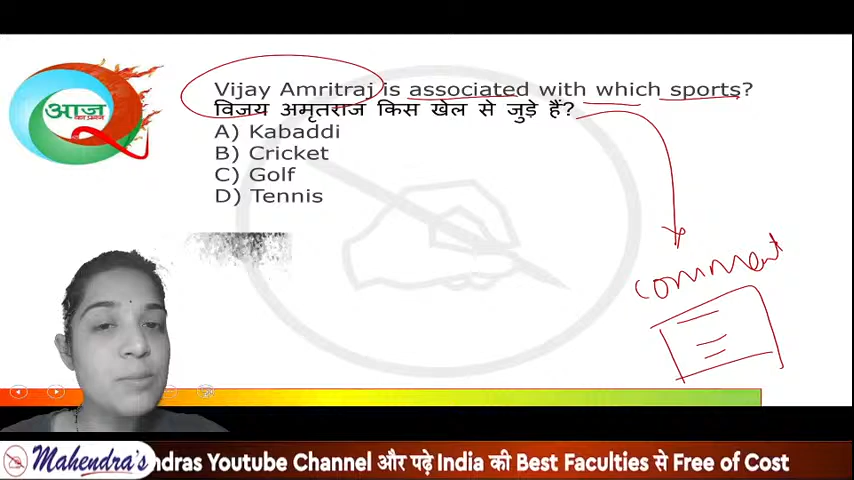 Vijay Amritraj is associated with which sports?
विजय अमृतराज किस खेल से जुड़े हैं?
A) Kabaddi
B) Cricket
C) Golf
D) Tennis
आज
comment
Mahendra's
ndras Youtube Channel और पढ़े India की Best Faculties से Free of Cost